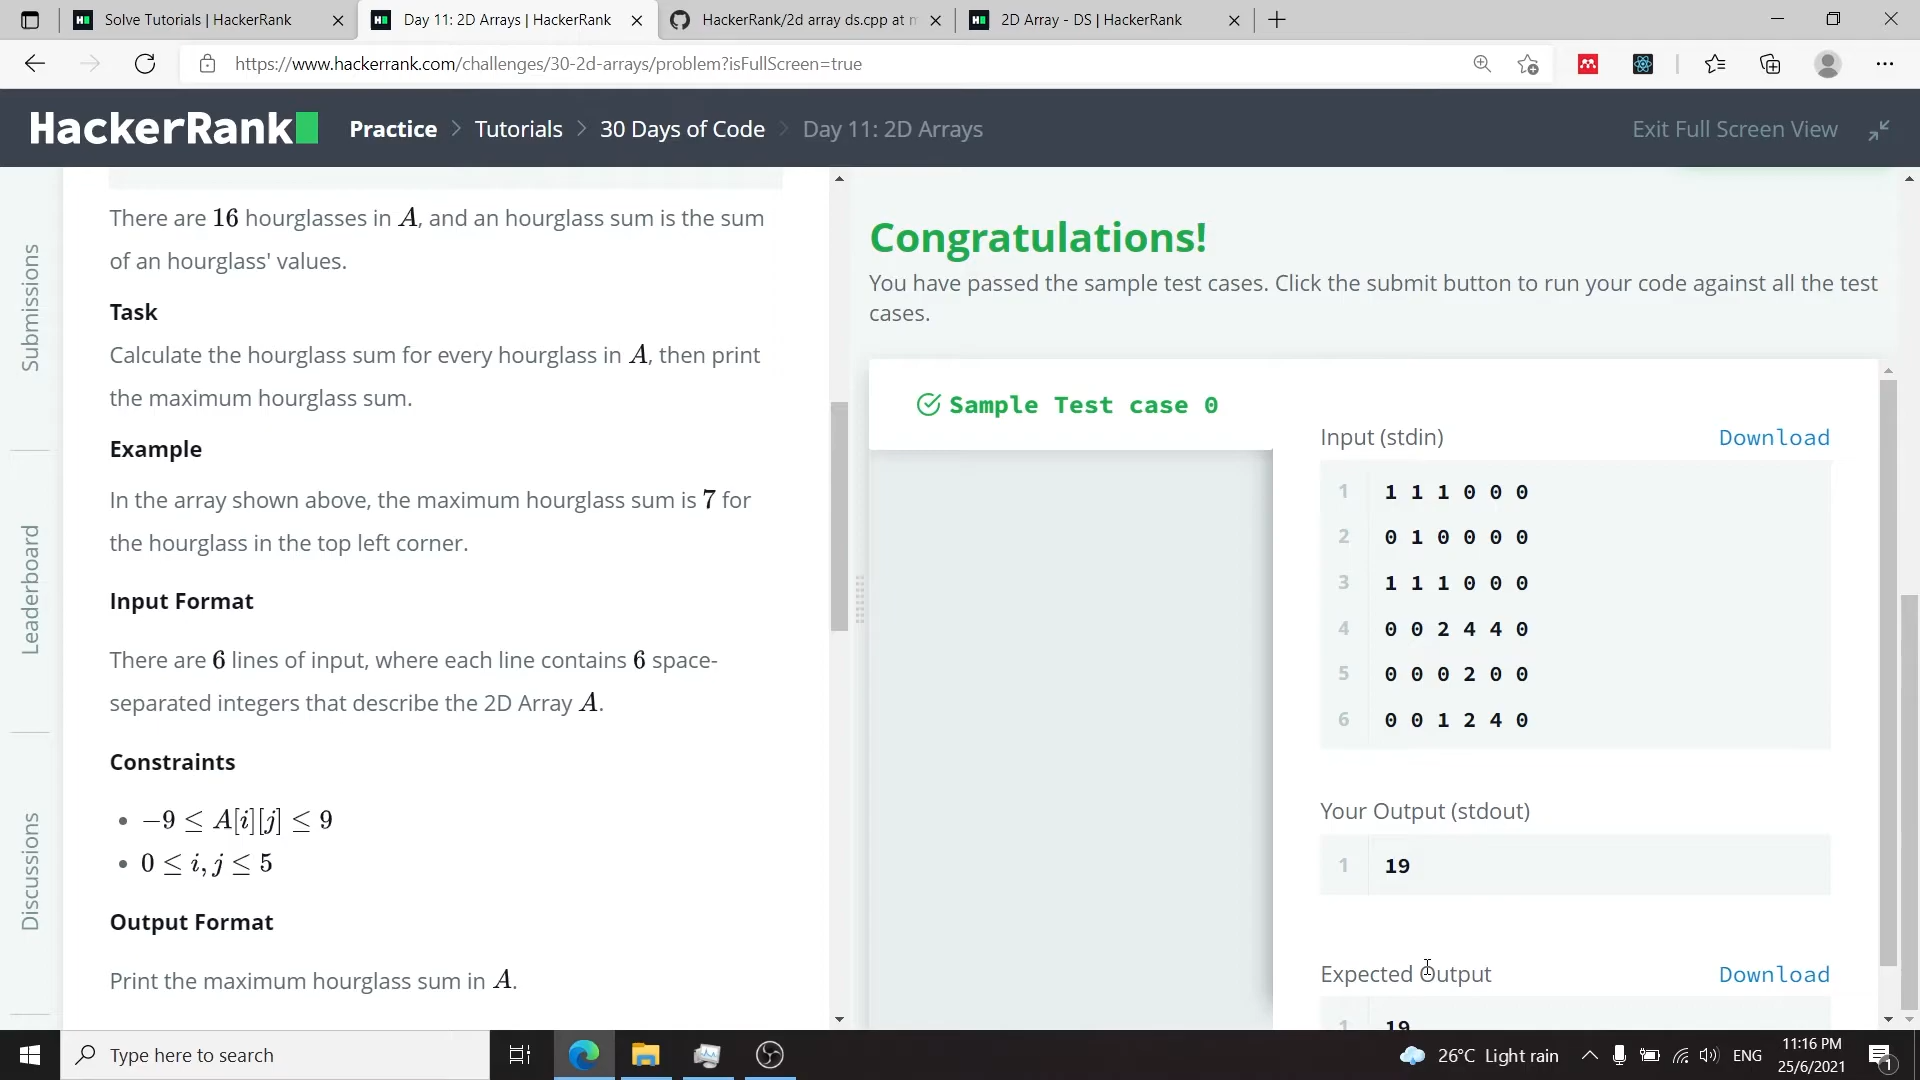 Solve Tutorials | HackerRank
Day 11: 2D Arrays | HackerRank
HackerRank/2d array ds.cpp at m
2D Array - DS | HackerRank
https://www.hackerrank.com/challenges/30-2d-arrays/problem?isFullScreen=true
HackerRank
Practice > Tutorials > 30 Days of Code > Day 11: 2D Arrays
Exit Full Screen View
Submissions
Leaderboard
Discussions
There are 16 hourglasses in A, and an hourglass sum is the sum
of an hourglass' values.
Task
Calculate the hourglass sum for every hourglass in A, then print
the maximum hourglass sum.
Example
In the array shown above, the maximum hourglass sum is 7 for
the hourglass in the top left corner.
Input Format
There are 6 lines of input, where each line contains 6 space-
separated integers that describe the 2D Array A.
Constraints
• −9 ≤ A[i][j] ≤ 9
• 0 ≤ i, j ≤ 5
Output Format
Print the maximum hourglass sum in A.
Congratulations!
You have passed the sample test cases. Click the submit button to run your code against all the test
cases.
Sample Test case 0
Input (stdin)
Download
1 1 1 1 0 0 0
2 0 1 0 0 0 0
3 1 1 1 0 0 0
4 0 0 2 4 4 0
5 0 0 0 2 0 0
6 0 0 1 2 4 0
Your Output (stdout)
1 19
Expected Output
Download
1 19
Type here to search
26°C Light rain
ENG
11:16 PM
25/6/2021
1